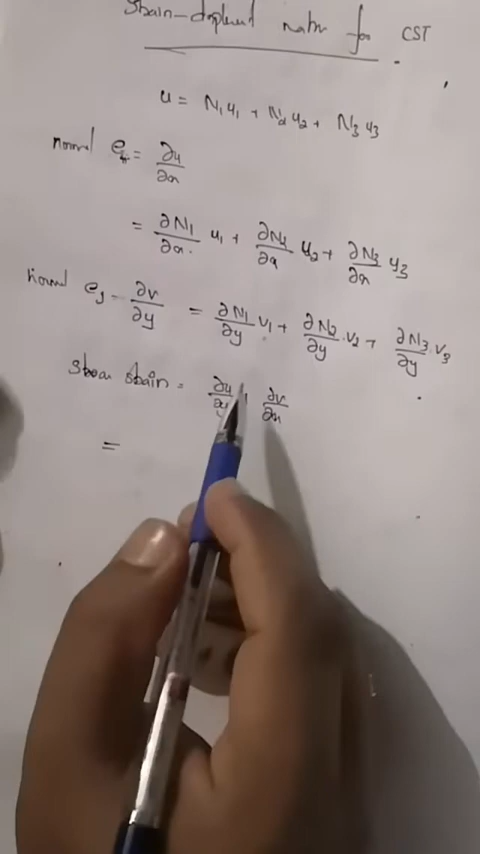 Strain-displacement matrix for CST
u = N₁u₁ + N₂u₂ + N₃u₃
normal eₓ = ∂u/∂x
= ∂N₁/∂x u₁ + ∂N₂/∂x u₂ + ∂N₃/∂x u₃
normal eᵧ = ∂v/∂y = ∂N₁/∂y v₁ + ∂N₂/∂y · v₂ + ∂N₃/∂y · v₃
Shear strain = ∂u/∂y + ∂v/∂x
=